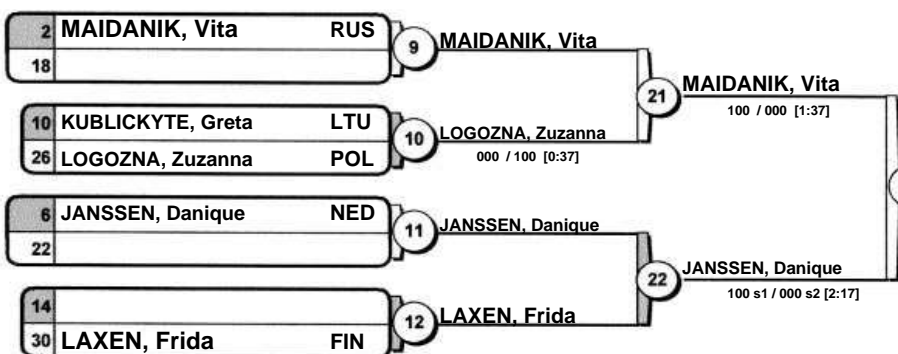 2 MAIDANIK, Vita RUS
18
9 MAIDANIK, Vita
10 KUBLICKYTE, Greta LTU
26 LOGOZNA, Zuzanna POL
10 LOGOZNA, Zuzanna
000 / 100 [0:37]
21 MAIDANIK, Vita
100 / 000 [1:37]
6 JANSSEN, Danique NED
22
11 JANSSEN, Danique
14
30 LAXEN, Frida FIN
12 LAXEN, Frida
22 JANSSEN, Danique
100 s1 / 000 s2 [2:17]